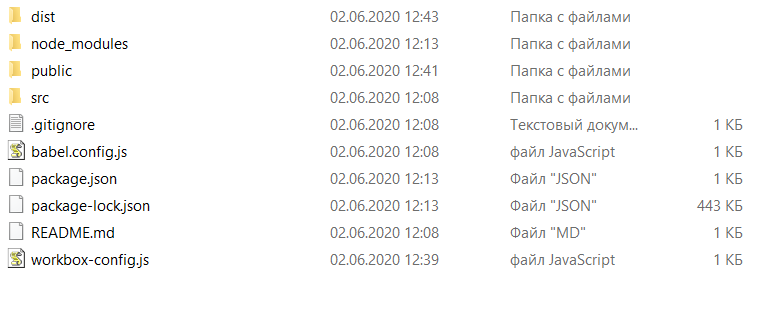 dist 02.06.2020 12:43 Папка с файлами
node_modules 02.06.2020 12:13 Папка с файлами
public 02.06.2020 12:41 Папка с файлами
src 02.06.2020 12:08 Папка с файлами
.gitignore 02.06.2020 12:08 Текстовый докум... 1 КБ
babel.config.js 02.06.2020 12:08 файл JavaScript 1 КБ
package.json 02.06.2020 12:13 Файл "JSON" 1 КБ
package-lock.json 02.06.2020 12:13 Файл "JSON" 443 КБ
README.md 02.06.2020 12:08 Файл "MD" 1 КБ
workbox-config.js 02.06.2020 12:39 файл JavaScript 1 КБ